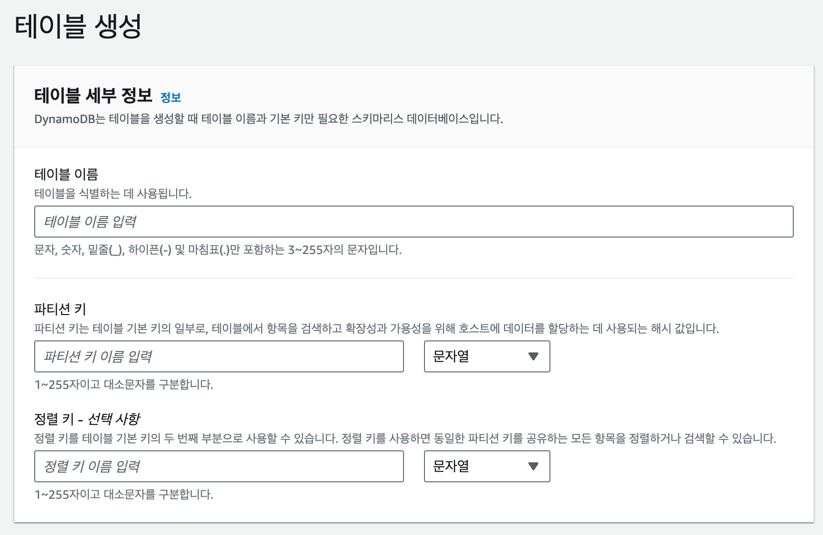 테이블 생성
테이블 세부 정보 정보
DynamoDB는 테이블을 생성할 때 테이블 이름과 기본 키만 필요한 스키마리스 데이터베이스입니다.
테이블 이름
테이블을 식별하는 데 사용됩니다.
테이블 이름 입력
문자, 숫자, 밑줄(_), 하이픈(-) 및 마침표(.)만 포함하는 3~255자의 문자입니다.
파티션 키
파티션 키는 테이블 기본 키의 일부로, 테이블에서 항목을 검색하고 확장성과 가용성을 위해 호스트에 데이터를 할당하는 데 사용되는 해시 값입니다.
파티션 키 이름 입력 문자열
1~255자이고 대소문자를 구분합니다.
정렬 키 - 선택 사항
정렬 키를 테이블 기본 키의 두 번째 부분으로 사용할 수 있습니다. 정렬 키를 사용하면 동일한 파티션 키를 공유하는 모든 항목을 정렬하거나 검색할 수 있습니다.
정렬 키 이름 입력 문자열
1~255자이고 대소문자를 구분합니다.